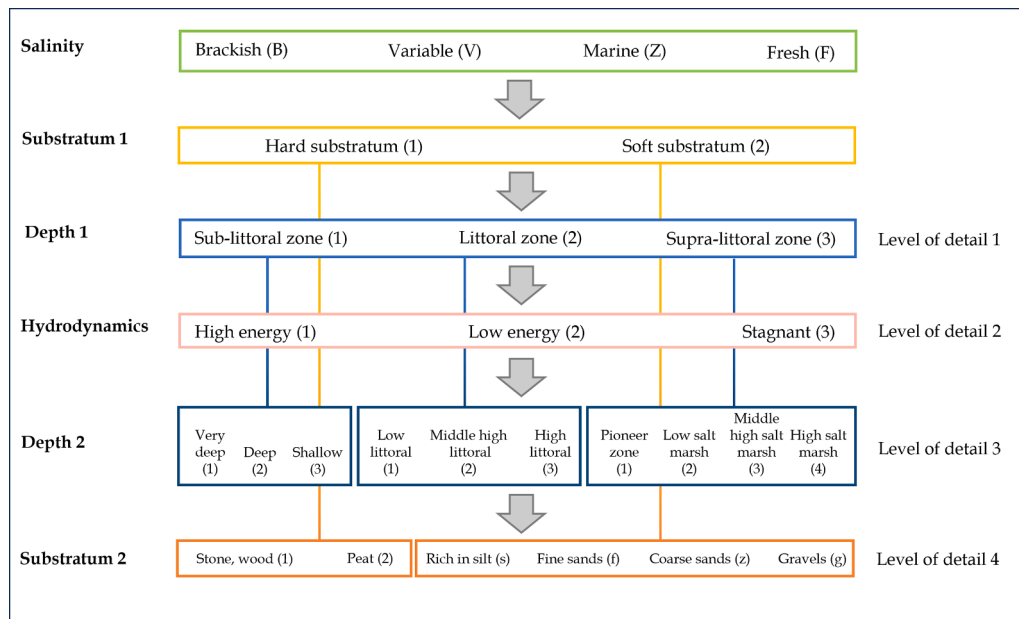 Salinity
Brackish (B) Variable (V) Marine (Z) Fresh (F)
Substratum 1
Hard substratum (1) Soft substratum (2)
Depth 1
Sub-littoral zone (1) Littoral zone (2) Supra-littoral zone (3)
Level of detail 1
Hydrodynamics
High energy (1) Low energy (2) Stagnant (3)
Level of detail 2
Depth 2
Very
deep
(1)
Deep
(2)
Shallow
(3)
Low
littoral
(1)
Middle high
littoral
(2)
High
littoral
(3)
Pioneer
zone
(1)
Low salt
marsh
(2)
Middle
high salt
marsh
(3)
High salt
marsh
(4)
Level of detail 3
Substratum 2
Stone, wood (1) Peat (2) Rich in silt (s) Fine sands (f) Coarse sands (z) Gravels (g)
Level of detail 4